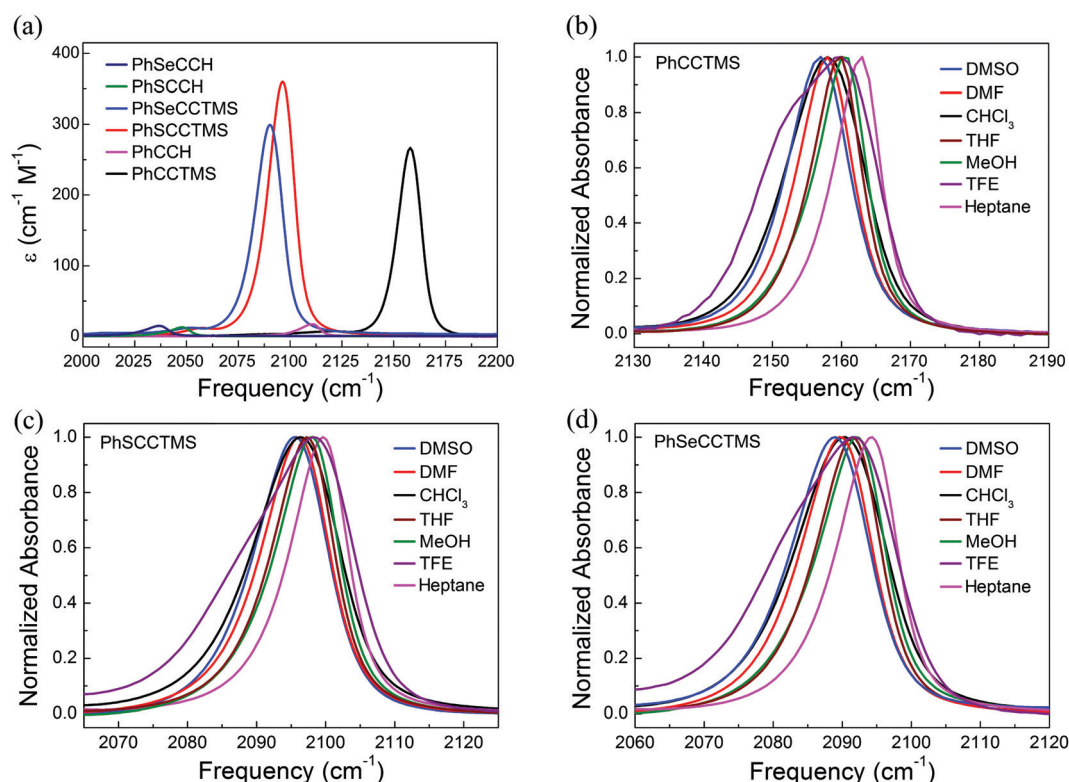 (a)
400
300
200
100
0
ε (cm-1 M-1)
PhSeCCH
PhSCCH
PhSeCCTMS
PhSCCTMS
PhCCH
PhCCTMS
2000 2025 2050 2075 2100 2125 2150 2175 2200
Frequency (cm-1)
(b)
1.0
0.8
0.6
0.4
0.2
0.0
Normalized Absorbance
PhCCTMS
DMSO
DMF
CHCl3
THF
MeOH
TFE
Heptane
2130 2140 2150 2160 2170 2180 2190
Frequency (cm-1)
(c)
1.0
0.8
0.6
0.4
0.2
0.0
Normalized Absorbance
PhSCCTMS
DMSO
DMF
CHCl3
THF
MeOH
TFE
Heptane
2070 2080 2090 2100 2110 2120
Frequency (cm-1)
(d)
1.0
0.8
0.6
0.4
0.2
0.0
Normalized Absorbance
PhSeCCTMS
DMSO
DMF
CHCl3
THF
MeOH
TFE
Heptane
2060 2070 2080 2090 2100 2110 2120
Frequency (cm-1)